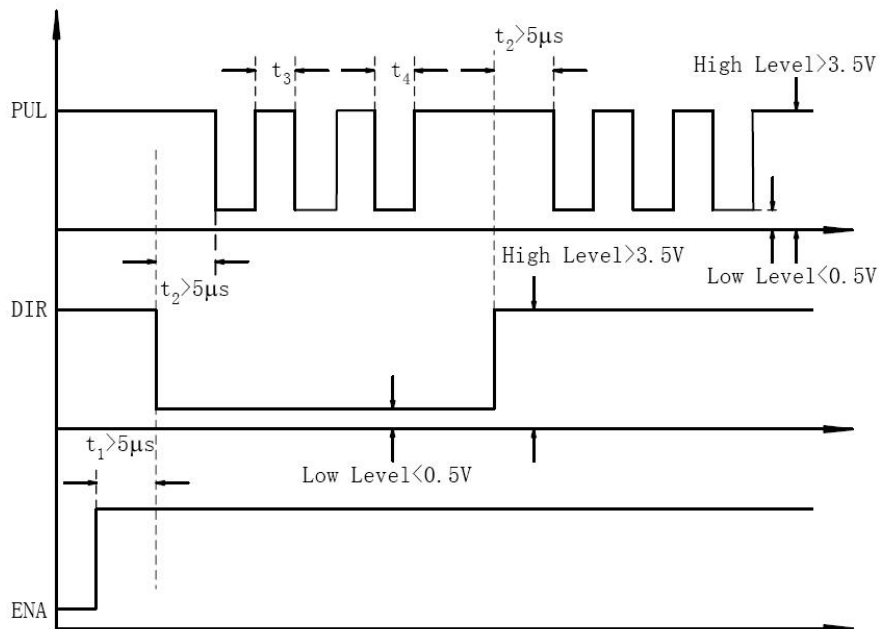 t2>5μs
t3
t4
High Level>3.5V
PUL
High Level>3.5V
Low Level<0.5V
t2>5μs
DIR
t1>5μs
Low Level<0.5V
ENA